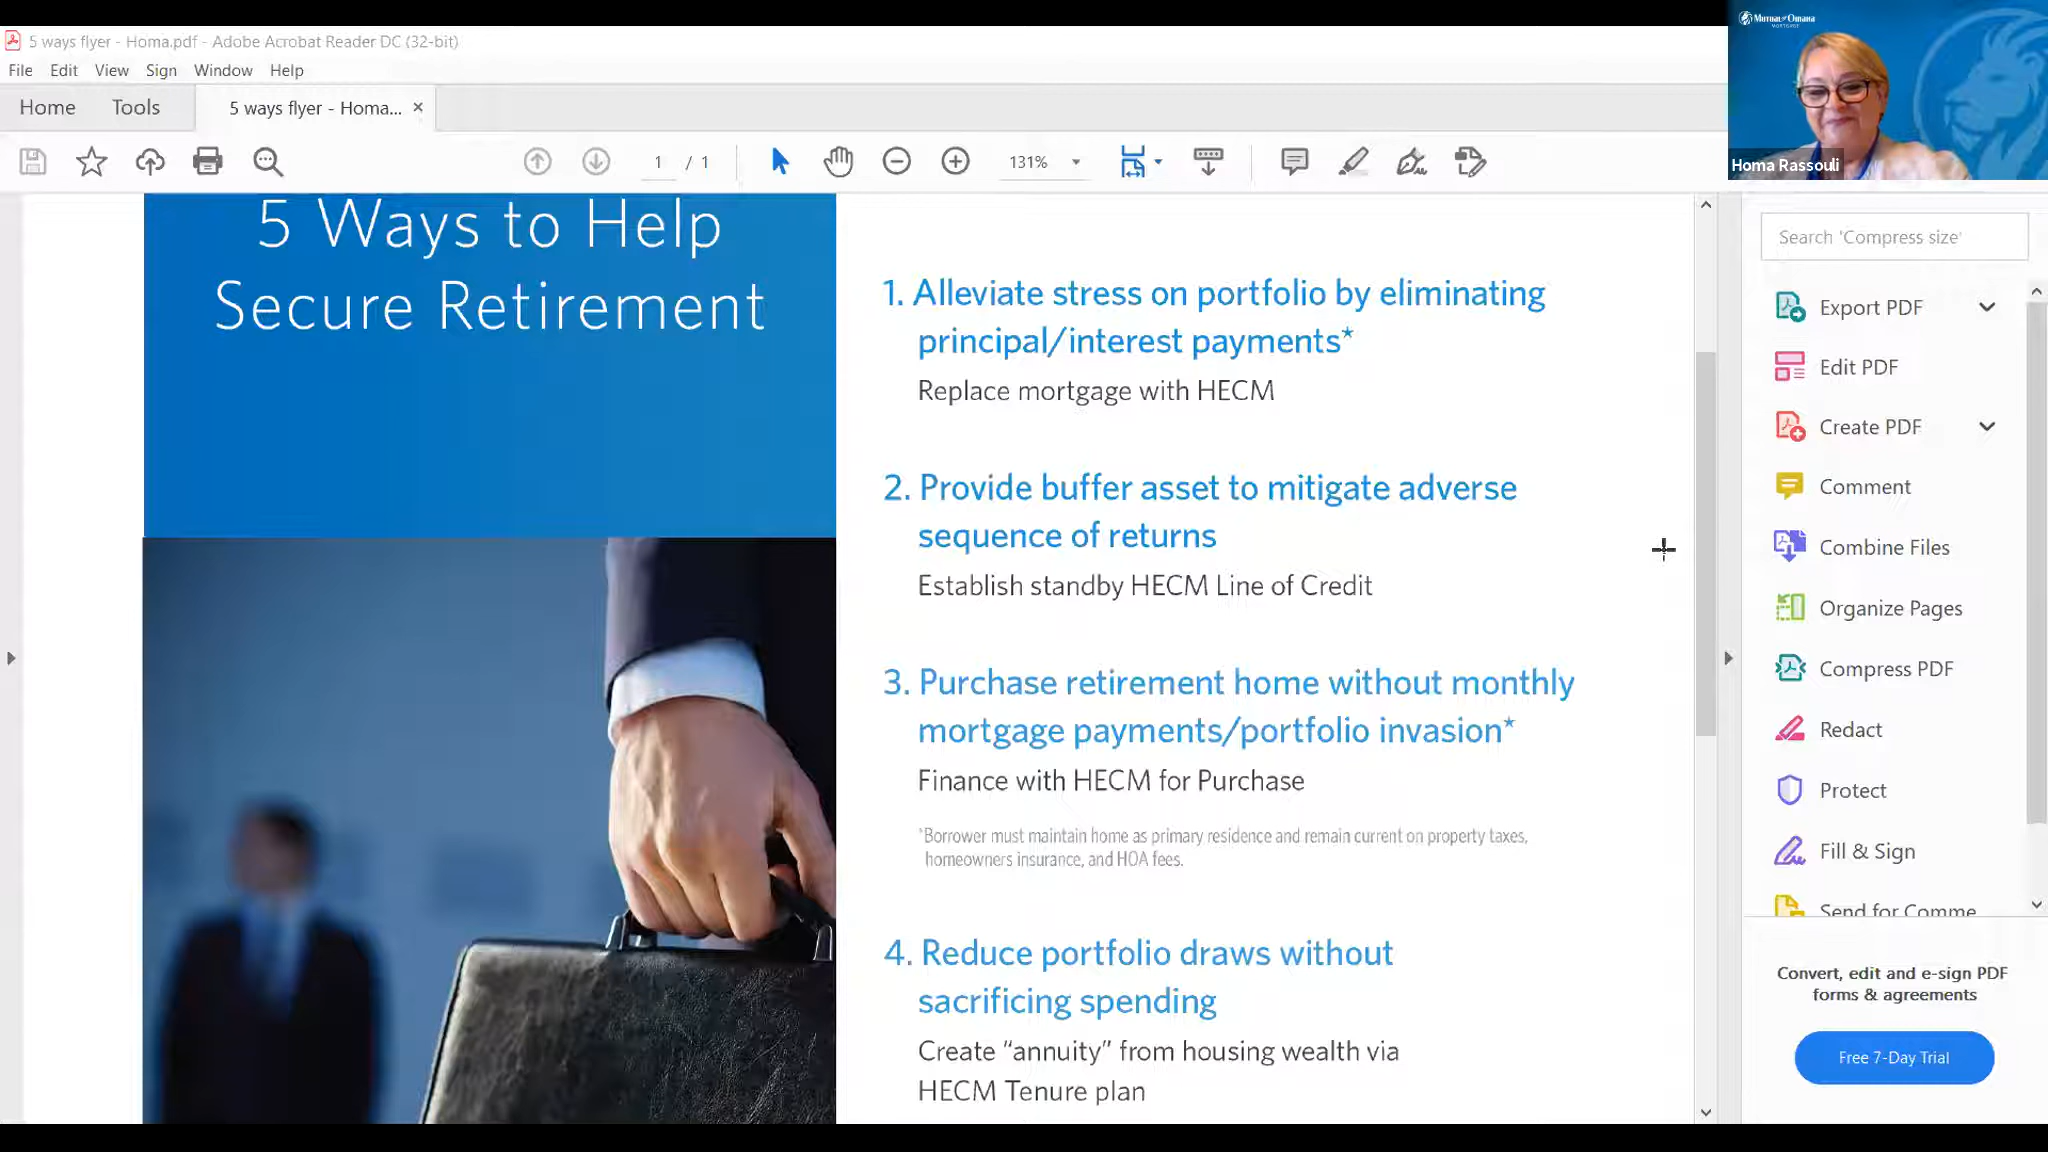 5 ways flyer - Homa.pdf - Adobe Acrobat Reader DC (32-bit)
File Edit View Sign Window Help
Home Tools 5 ways flyer - Homa... ×
1 / 1 131%
Mutual of Omaha
MORTGAGE
Homa Rassouli
5 Ways to Help
Secure Retirement
1. Alleviate stress on portfolio by eliminating
principal/interest payments*
Replace mortgage with HECM
2. Provide buffer asset to mitigate adverse
sequence of returns
Establish standby HECM Line of Credit
3. Purchase retirement home without monthly
mortgage payments/portfolio invasion*
Finance with HECM for Purchase
*Borrower must maintain home as primary residence and remain current on property taxes,
homeowners insurance, and HOA fees.
4. Reduce portfolio draws without
sacrificing spending
Create “annuity” from housing wealth via
HECM Tenure plan
Search 'Compress size'
Export PDF
Edit PDF
Create PDF
Comment
Combine Files
Organize Pages
Compress PDF
Redact
Protect
Fill & Sign
Send for Comme
Convert, edit and e-sign PDF
forms & agreements
Free 7-Day Trial